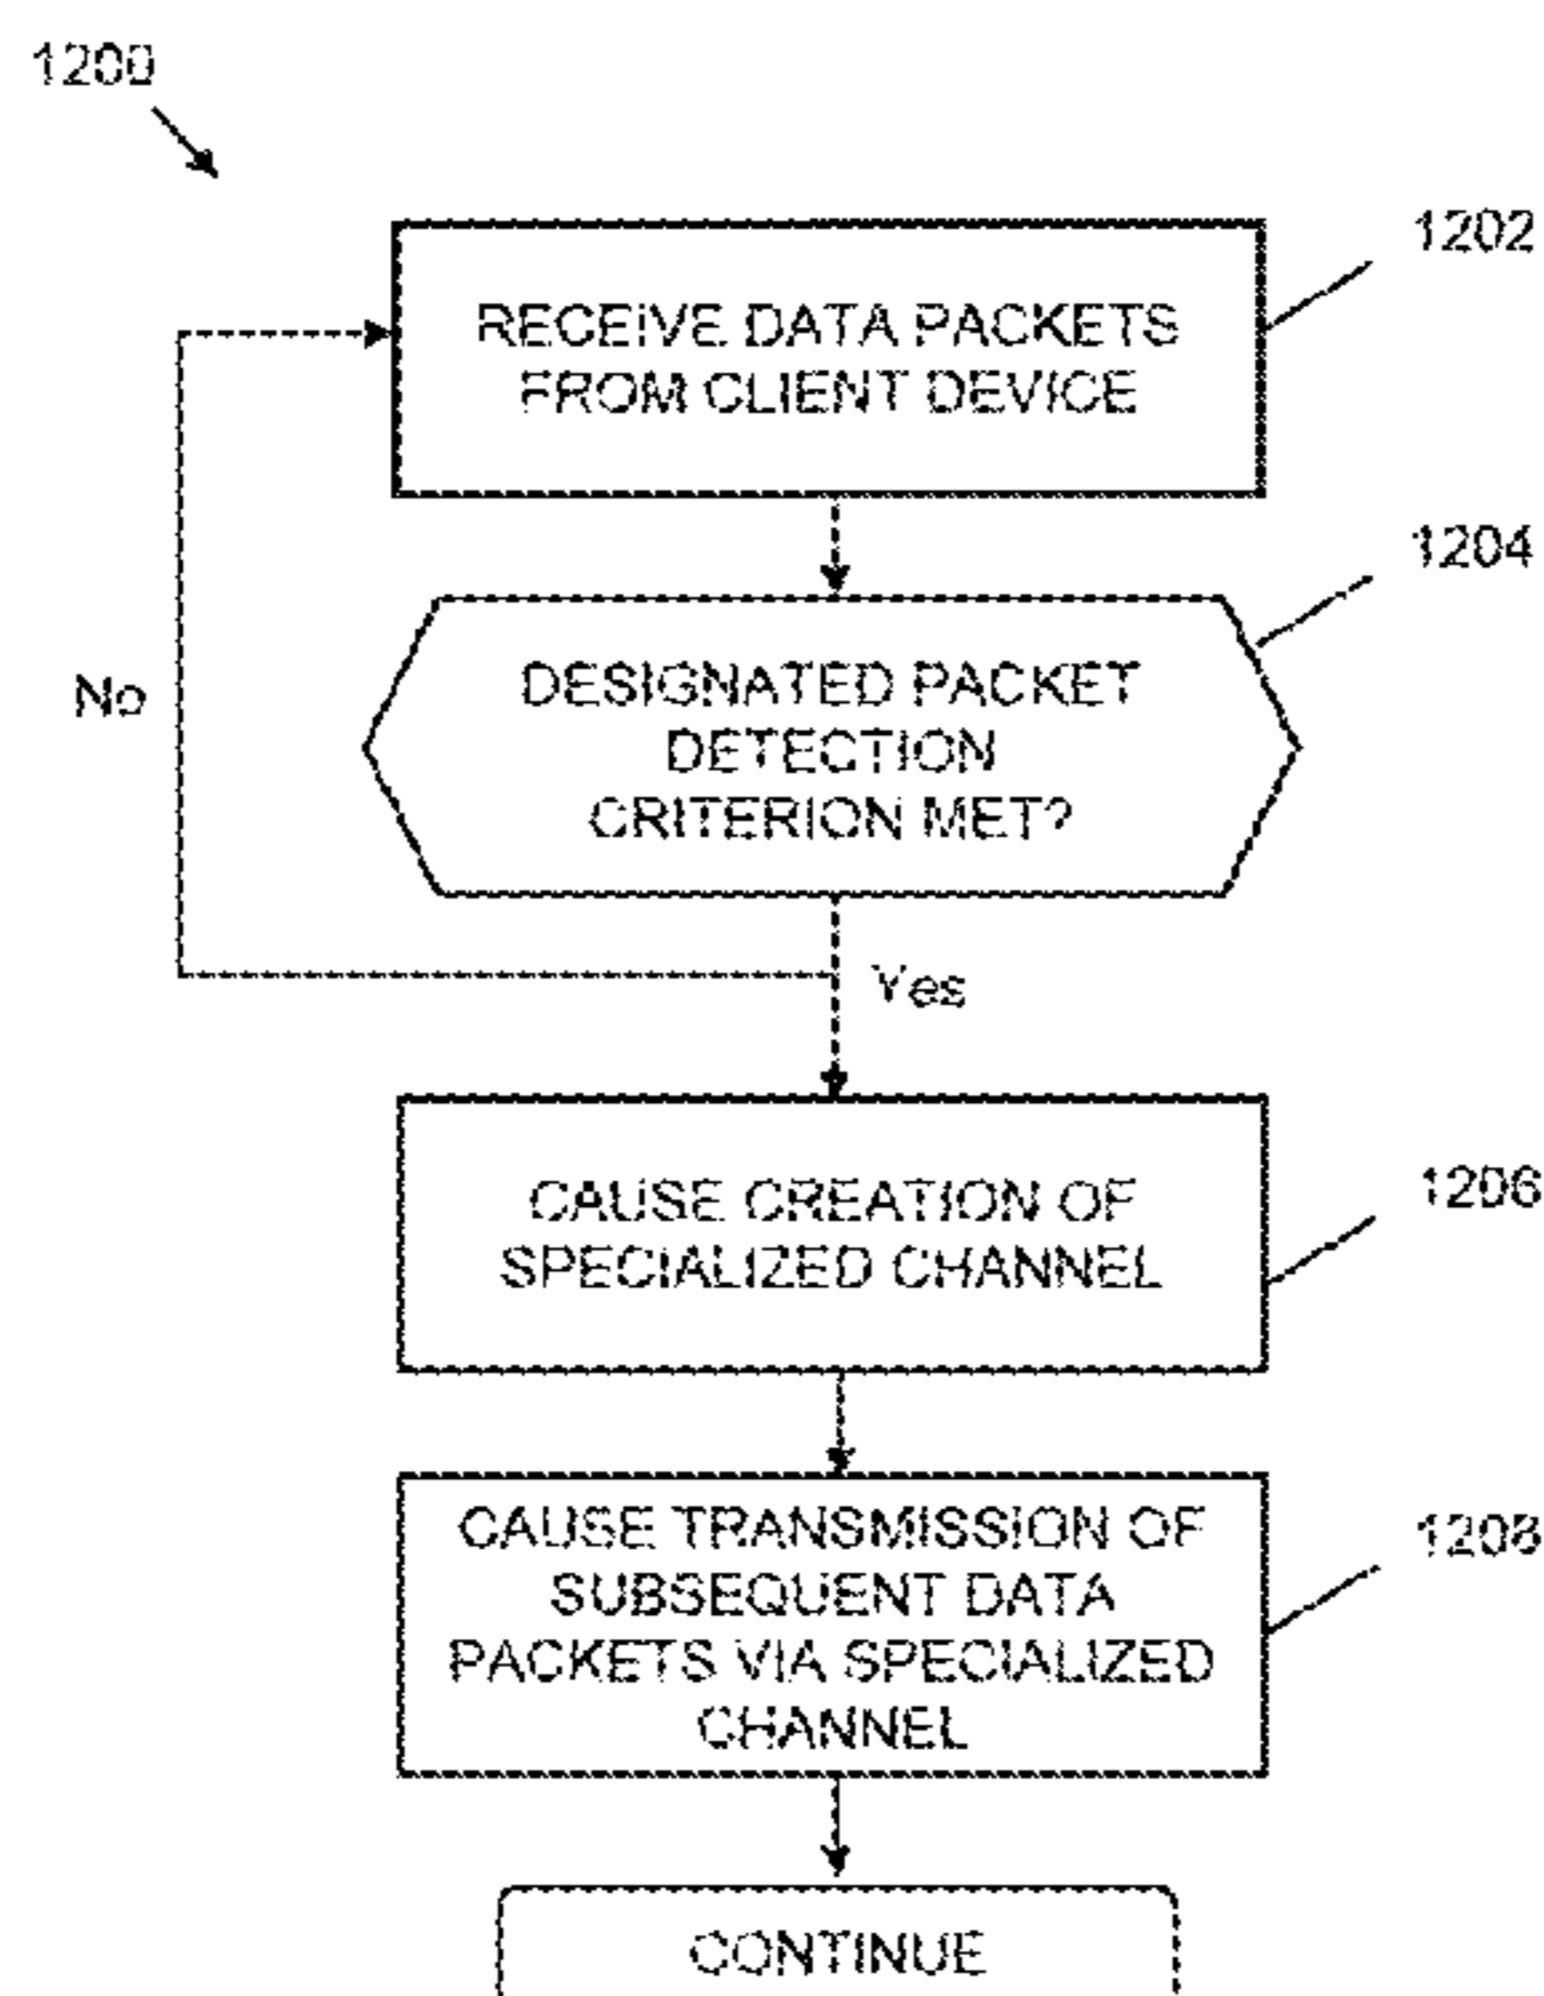 1200
1202
RECEIVE DATA PACKETS
FROM CLIENT DEVICE
1204
DESIGNATED PACKET
DETECTION
CRITERION MET?
No
Yes
1206
CAUSE CREATION OF
SPECIALIZED CHANNEL
1208
CAUSE TRANSMISSION OF
SUBSEQUENT DATA
PACKETS VIA SPECIALIZED
CHANNEL
CONTINUE